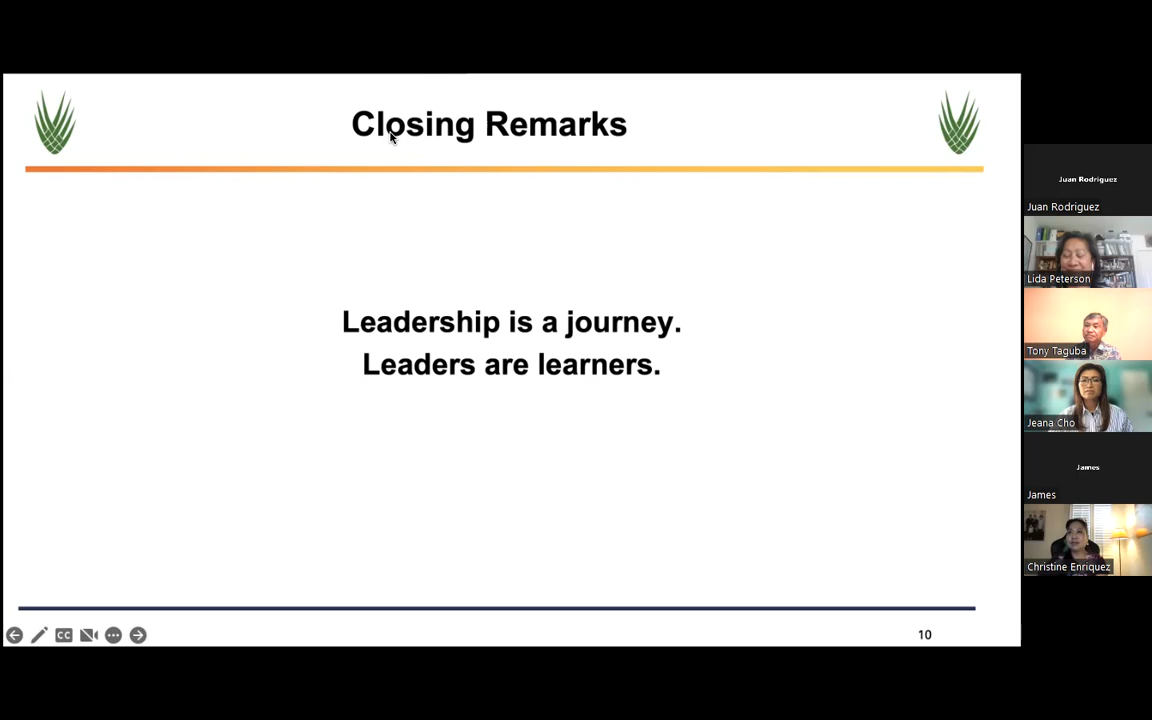 Closing Remarks
Leadership is a journey.
Leaders are learners.
CC
10
Juan Rodriguez
Juan Rodriguez
Lida Peterson
Tony Taguba
Jeana Cho
James
James
Christine Enriquez